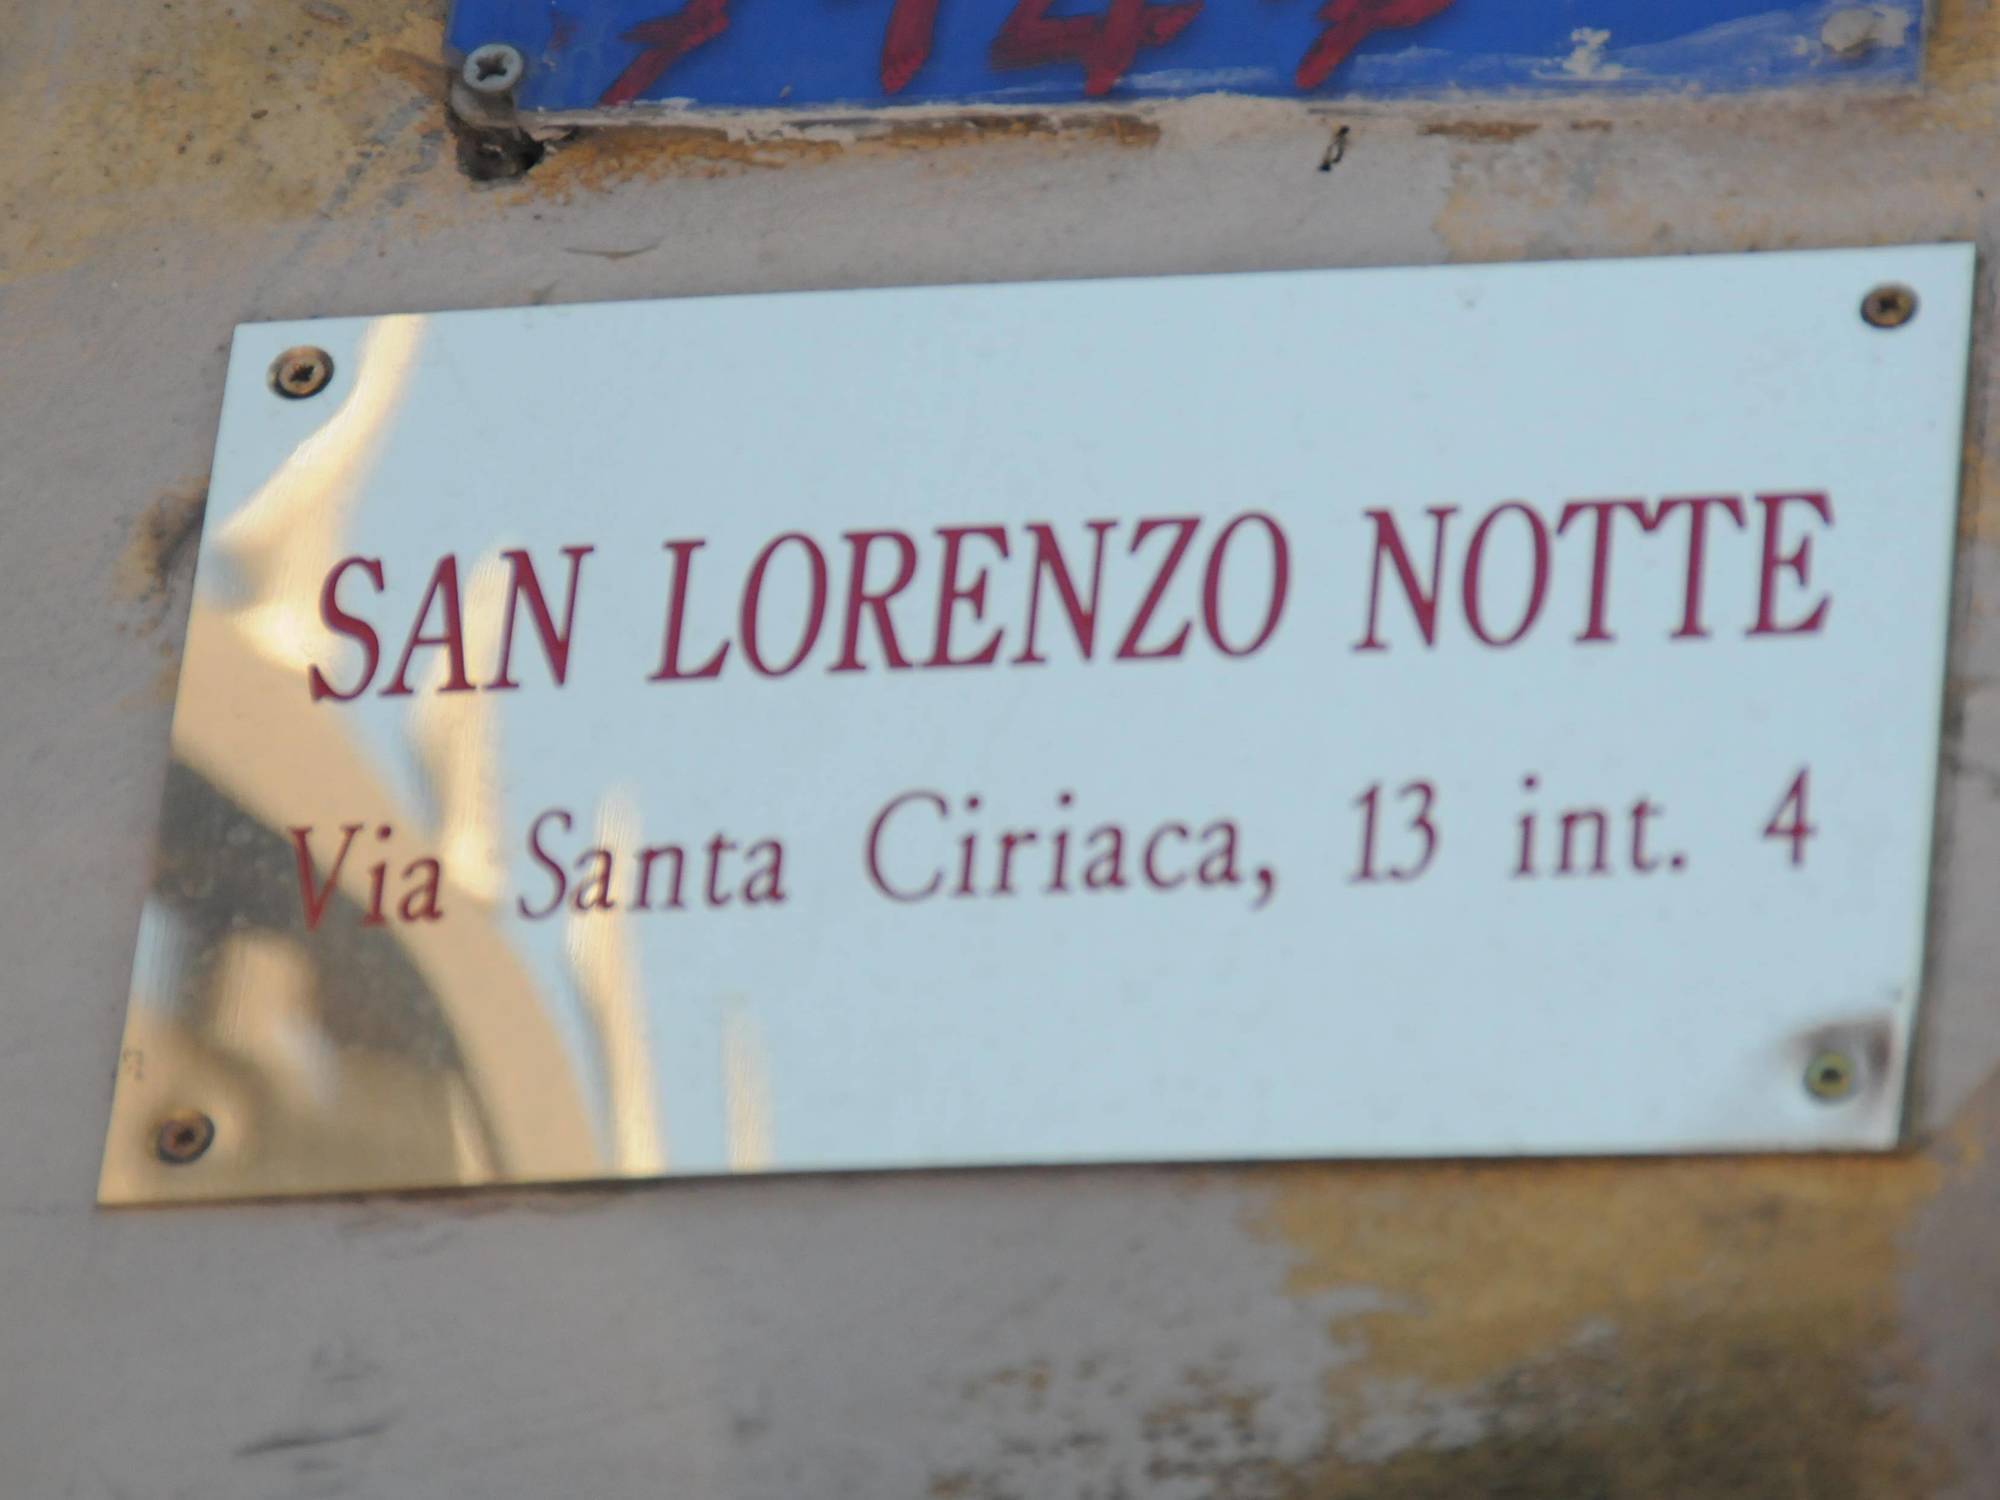 SAN LORENZO NOTTE
Via Santa Ciriaca, 13 int. 4